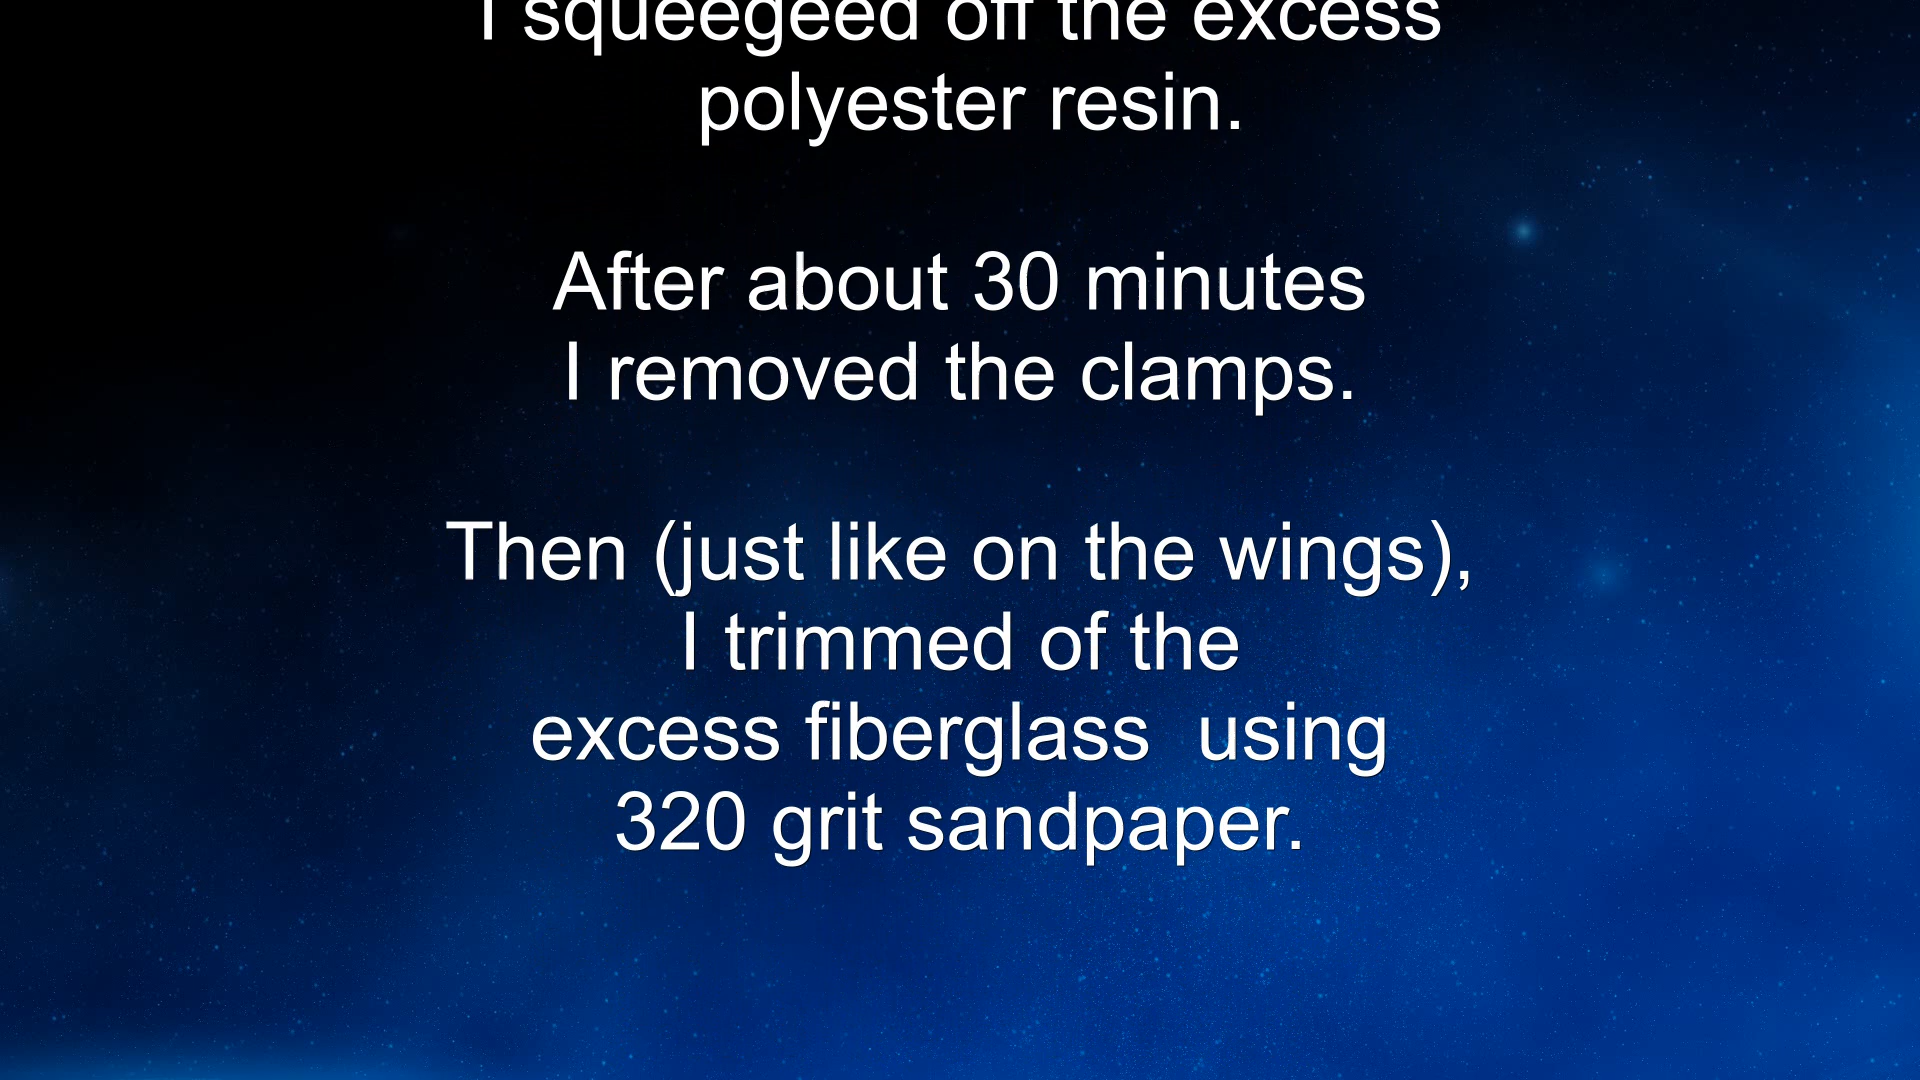 I squeegeed off the excess
polyester resin.
After about 30 minutes
I removed the clamps.
Then (just like on the wings),
I trimmed of the
excess fiberglass  using
320 grit sandpaper.